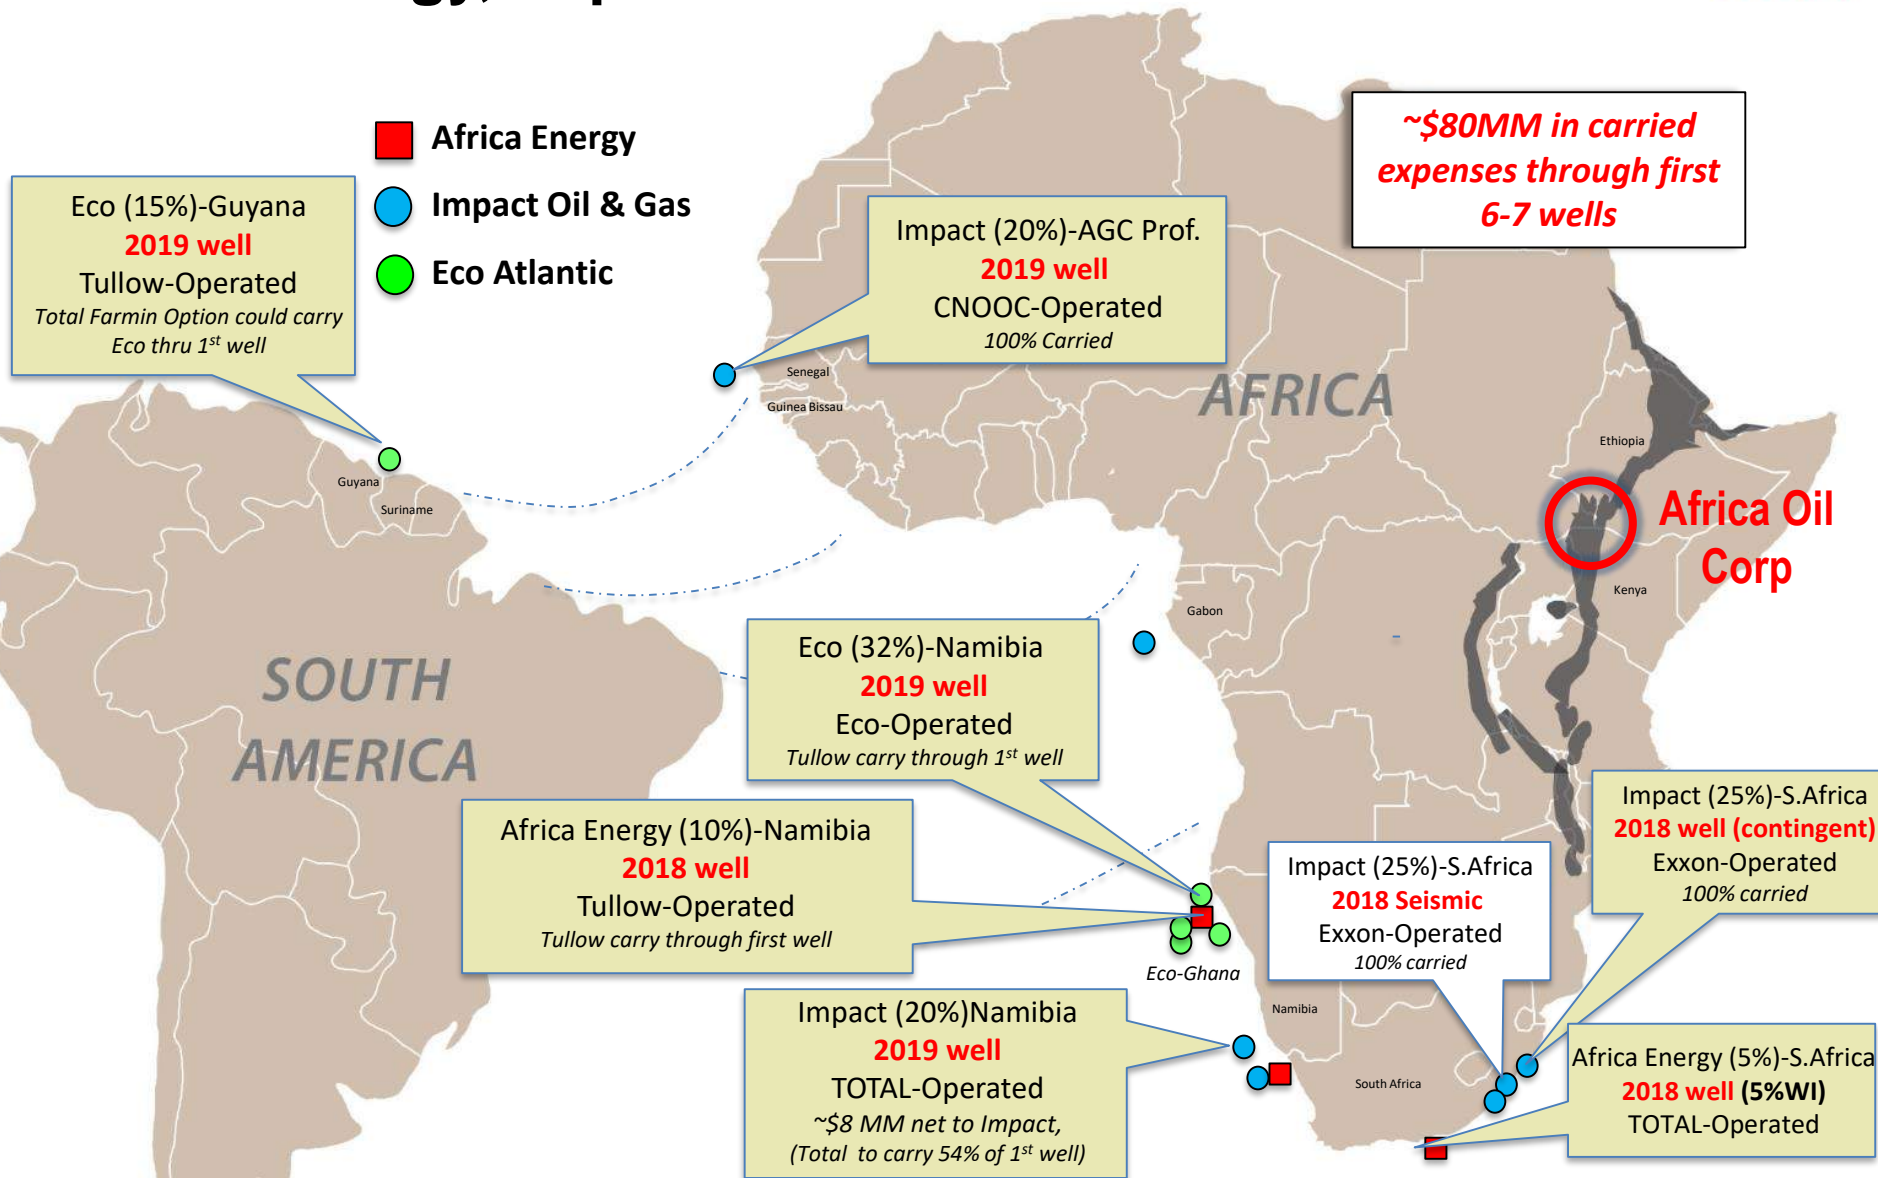 Africa Energy
Impact Oil & Gas
Eco Atlantic
~$80MM in carried
expenses through first
6-7 wells
Eco (15%)-Guyana
2019 well
Tullow-Operated
Total Farmin Option could carry
Eco thru 1st well
Impact (20%)-AGC Prof.
2019 well
CNOOC-Operated
100% Carried
Senegal
Guinea Bissau
AFRICA
Ethiopia
Guyana
Suriname
Africa Oil
Corp
Kenya
Gabon
SOUTH
AMERICA
Eco (32%)-Namibia
2019 well
Eco-Operated
Tullow carry through 1st well
Africa Energy (10%)-Namibia
2018 well
Tullow-Operated
Tullow carry through first well
Impact (25%)-S.Africa
2018 well (contingent)
Exxon-Operated
100% carried
Impact (25%)-S.Africa
2018 Seismic
Exxon-Operated
100% carried
Eco-Ghana
Namibia
South Africa
Impact (20%)Namibia
2019 well
TOTAL-Operated
~$8 MM net to Impact,
(Total to carry 54% of 1st well)
Africa Energy (5%)-S.Africa
2018 well (5%WI)
TOTAL-Operated